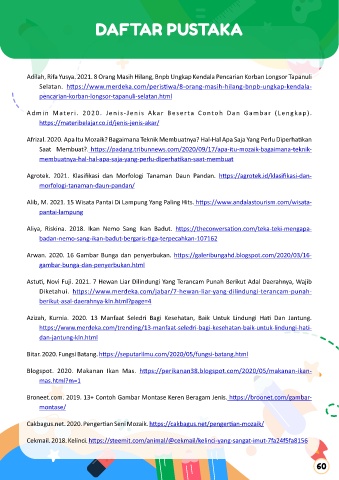 DAFTAR PUSTAKA
Adilah, Rifa Yusya. 2021. 8 Orang Masih Hilang, Bnpb Ungkap Kendala Pencarian Korban Longsor Tapanuli
Selatan. https://www.merdeka.com/peristiwa/8-orang-masih-hilang-bnpb-ungkap-kendala-
pencarian-korban-longsor-tapanuli-selatan.html
Admin Materi. 2020. Jenis-Jenis Akar Beserta Contoh Dan Gambar (Lengkap).
https://materibelajar.co.id/jenis-jenis-akar/
Afrizal. 2020. Apa Itu Mozaik? Bagaimana Teknik Membuatnya? Hal-Hal Apa Saja Yang Perlu Diperhatikan
Saat Membuat? https://padang.tribunnews.com/2020/09/17/apa-itu-mozaik-bagaimana-teknik-
membuatnya-hal-hal-apa-saja-yang-perlu-diperhatikan-saat-membuat
Agrotek. 2021. Klasifikasi dan Morfologi Tanaman Daun Pandan. https://agrotek.id/klasifikasi-dan-
morfologi-tanaman-daun-pandan/
Alib, M. 2021. 15 Wisata Pantai Di Lampung Yang Paling Hits. https://www.andalastourism.com/wisata-
pantai-lampung
Aliya, Riskina. 2018. Ikan Nemo Sang Ikan Badut. https://theconversation.com/teka-teki-mengapa-
badan-nemo-sang-ikan-badut-bergaris-tiga-terpecahkan-107162
Arwan. 2020. 16 Gambar Bunga dan penyerbukan. https://galeribungahd.blogspot.com/2020/03/16-
gambar-bunga-dan-penyerbukan.html
Astuti, Novi Fuji. 2021. 7 Hewan Liar Dilindungi Yang Terancam Punah Berikut Adal Daerahnya, Wajib
Diketahui. https://www.merdeka.com/jabar/7-hewan-liar-yang-dilindungi-terancam-punah-
berikut-asal-daerahnya-kln.html?page=4
Azizah, Kurnia. 2020. 13 Manfaat Seledri Bagi Kesehatan, Baik Untuk Lindungi Hati Dan Jantung.
https://www.merdeka.com/trending/13-manfaat-seledri-bagi-kesehatan-baik-untuk-lindungi-hati-
dan-jantung-kln.html
Bitar. 2020. Fungsi Batang. https://seputarilmu.com/2020/05/fungsi-batang.html
Blogspot. 2020. Makanan Ikan Mas. https://perikanan38.blogspot.com/2020/05/makanan-ikan-
mas.html?m=1
Broneet.com. 2019. 13+ Contoh Gambar Montase Keren Beragam Jenis. https://broonet.com/gambar-
montase/
Cakbagus.net. 2020. Pengertian Seni Mozaik. https://cakbagus.net/pengertian-mozaik/
Cekmail. 2018. Kelinci. https://steemit.com/animal/@cekmail/kelinci-yang-sangat-imut-7fa24f5fa8156
60